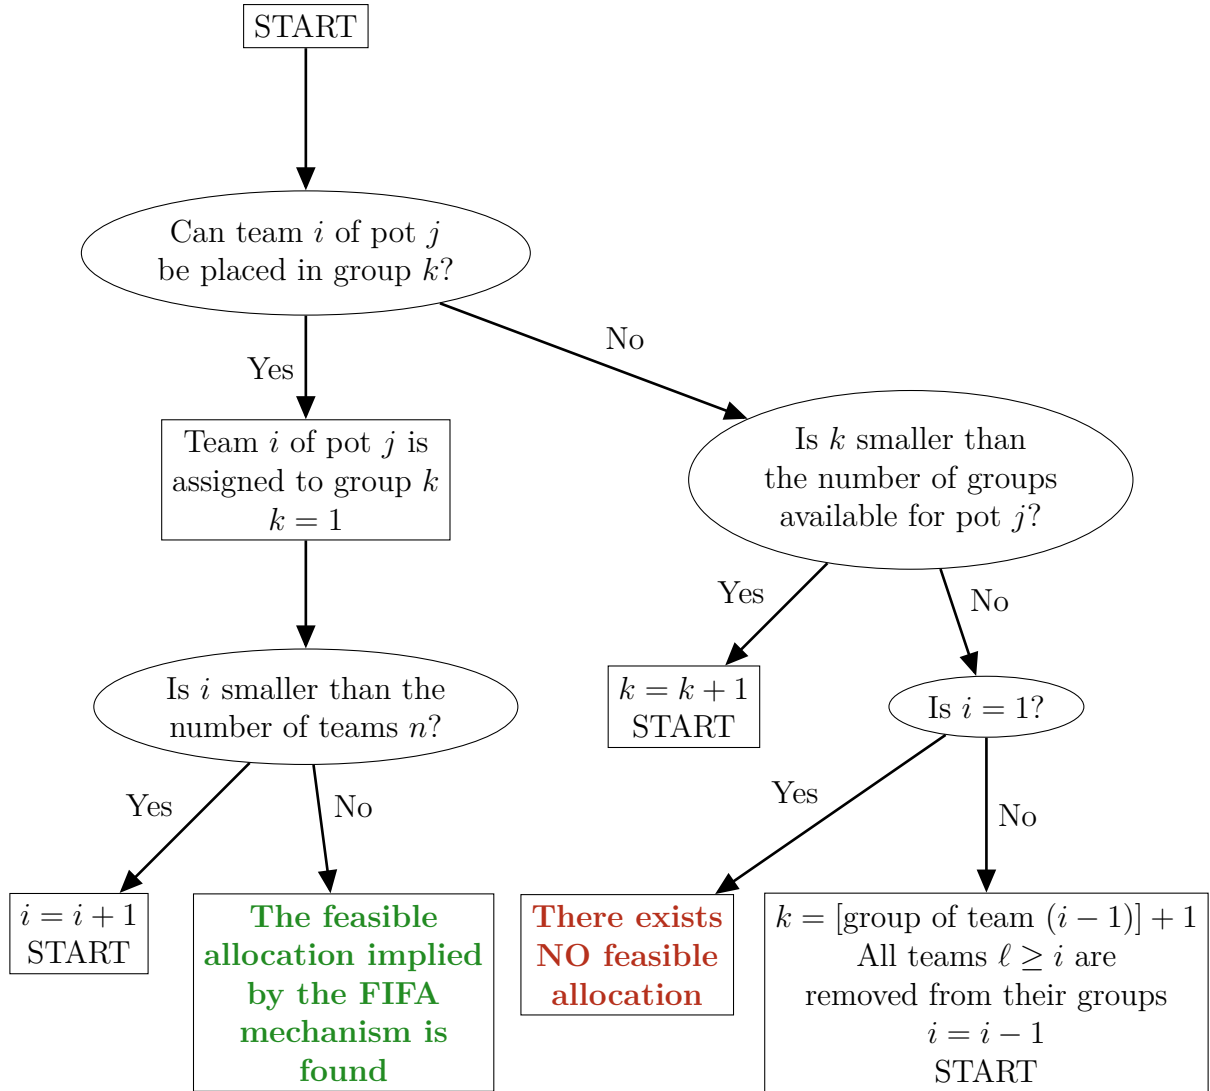 START
Can team i of pot j
be placed in group k?
Yes
No
Team i of pot j is
assigned to group k
k = 1
Is k smaller than
the number of groups
available for pot j?
Yes
No
Is i smaller than the
number of teams n?
k = k + 1
START
Is i = 1?
Yes
No
Yes
No
i = i + 1
START
The feasible
allocation implied
by the FIFA
mechanism is
found
There exists
NO feasible
allocation
k = [group of team (i − 1)] + 1
All teams ℓ ≥ i are
removed from their groups
i = i − 1
START